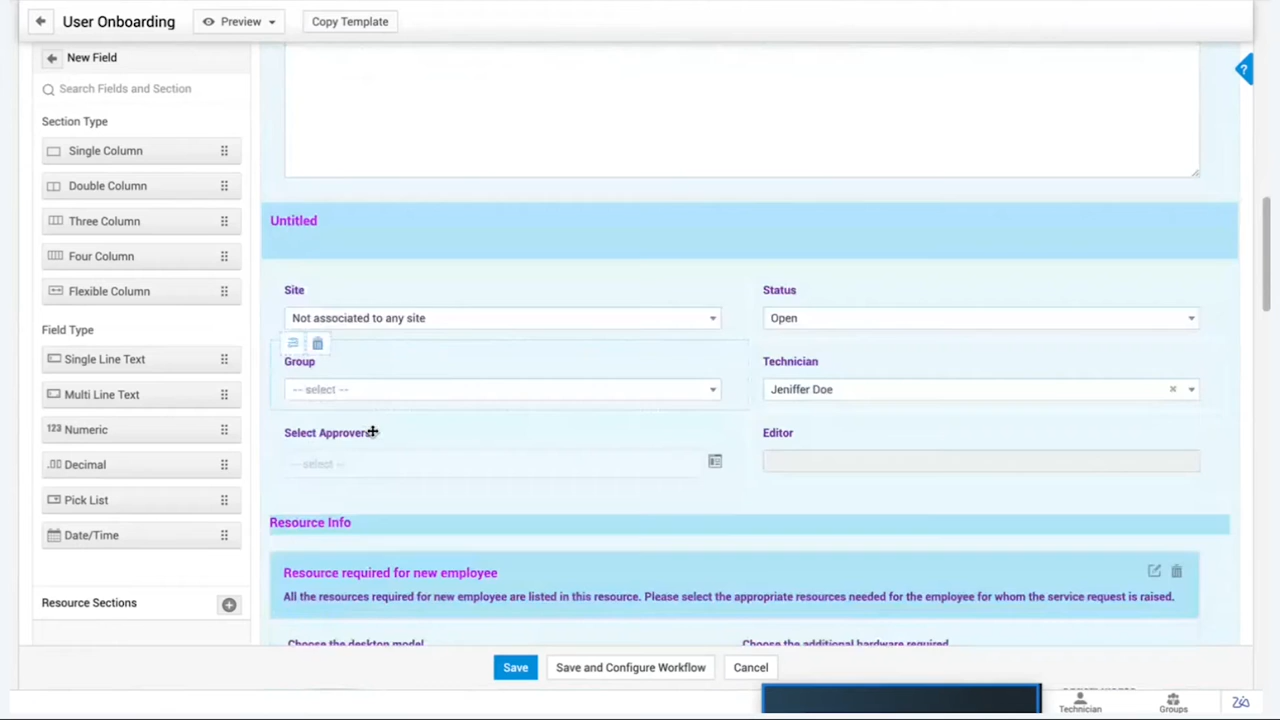 User Onboarding
Preview
Copy Template
New Field
Search Fields and Section
Section Type
Single Column
Double Column
Three Column
Four Column
Flexible Column
Field Type
Single Line Text
Multi Line Text
123 Numeric
.00 Decimal
Pick List
Date/Time
Resource Sections
?
Untitled
Site
Not associated to any site
Status
Open
Group
-- select --
Technician
Jeniffer Doe
Select Approvers
-- select --
Editor
Resource Info
Resource required for new employee
All the resources required for new employee are listed in this resource. Please select the appropriate resources needed for the employee for whom the service request is raised.
Choose the desktop model
Choose the additional hardware required
Save
Save and Configure Workflow
Cancel
Technician
Groups